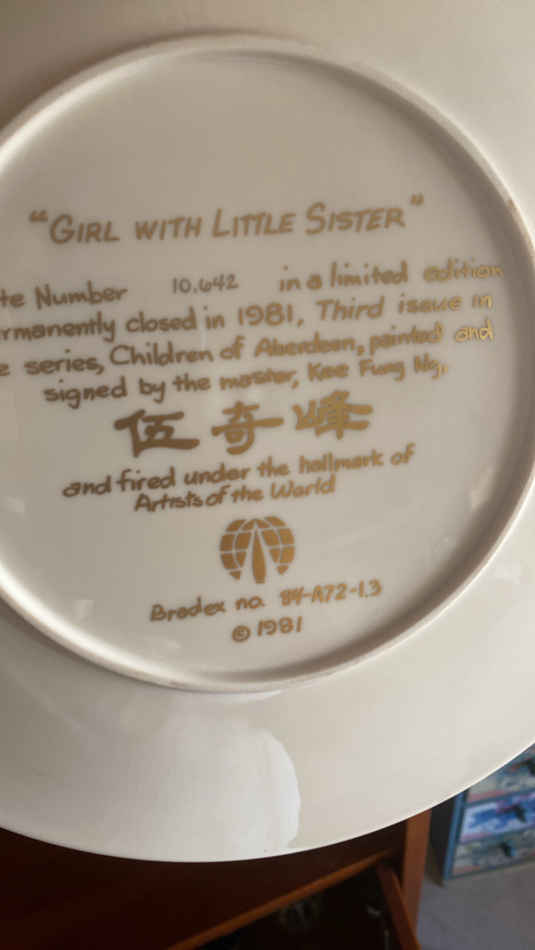 "GIRL WITH LITTLE SISTER"
te Number 10,642 in a limited edition
rmanently closed in 1981, Third issue in
e series, Children of Aberdeen, painted and
signed by the master, Kee Fung Ng,
伍奇峰
and fired under the hallmark of
Artists of the World
Bradex no. 84-A72-1.3
© 1981